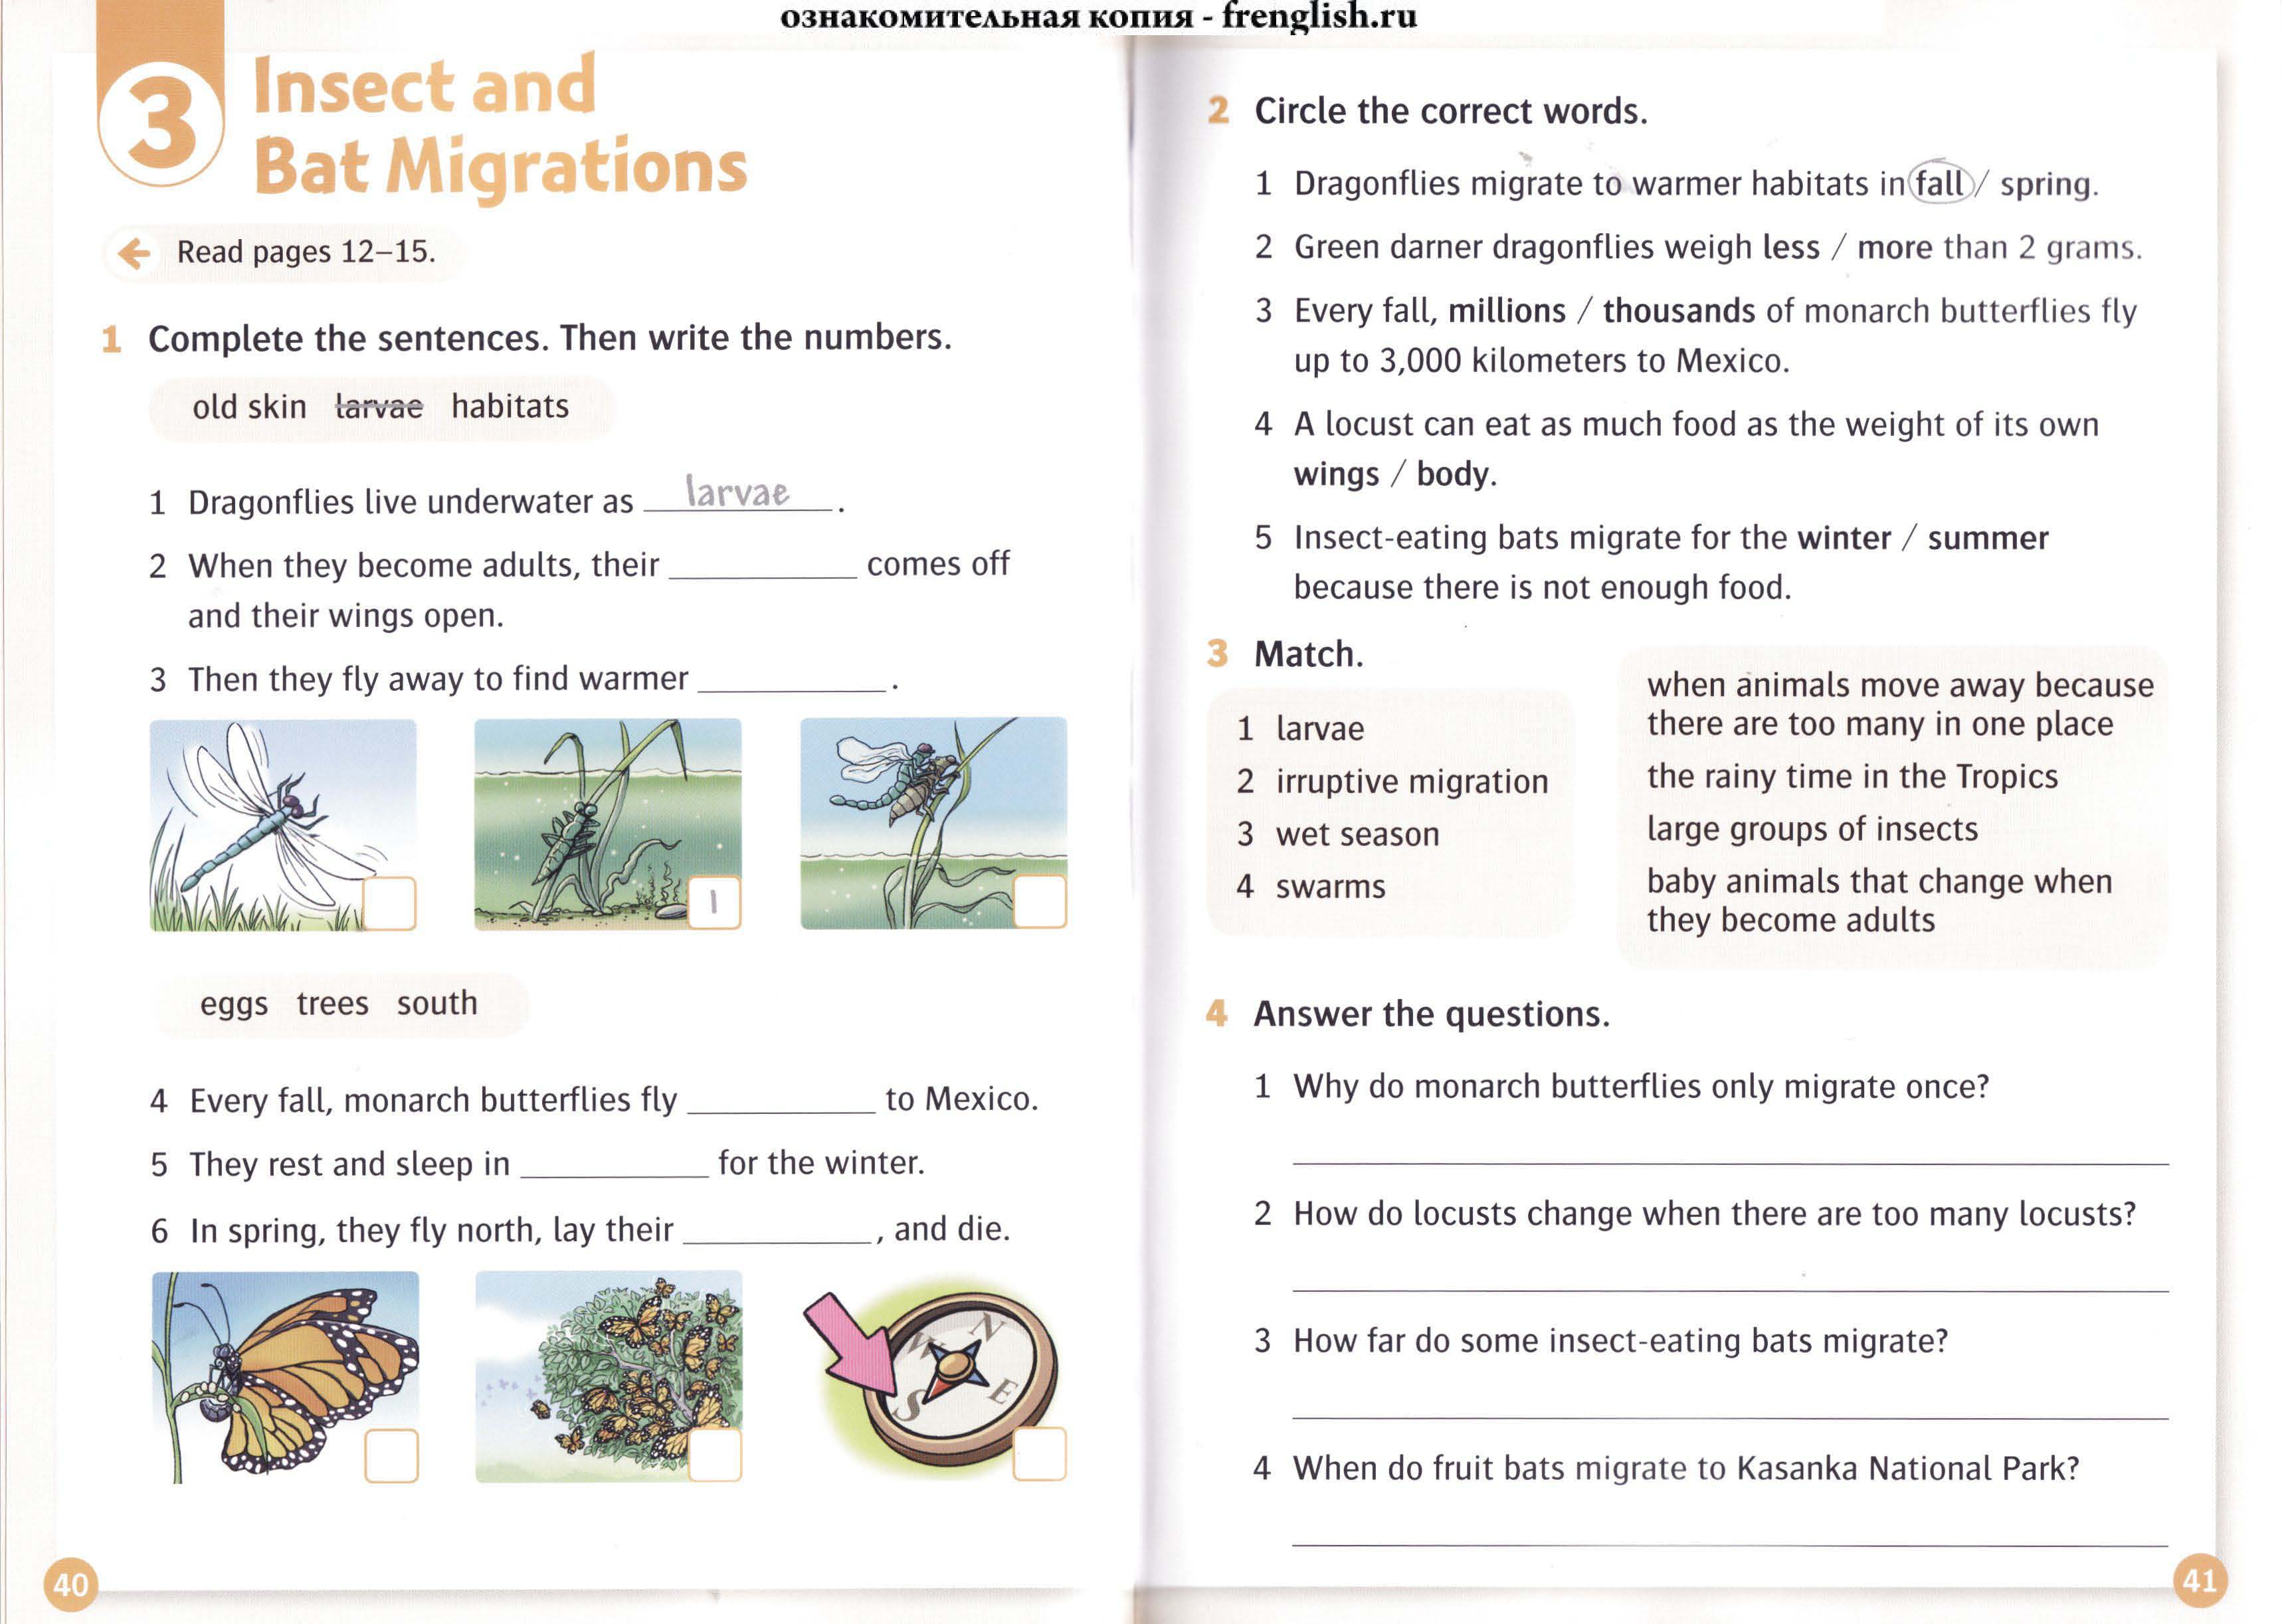 ознакомительная копия - frenglish.ru
3
Insect and
Bat Migrations
Read pages 12–15.
1 Complete the sentences. Then write the numbers.
old skin larvae habitats
1 Dragonflies live underwater as larvae.
2 When they become adults, their __________ comes off
and their wings open.
3 Then they fly away to find warmer __________.
1
eggs trees south
4 Every fall, monarch butterflies fly __________ to Mexico.
5 They rest and sleep in __________ for the winter.
6 In spring, they fly north, lay their __________, and die.
N
W
E
S
40
2 Circle the correct words.
1 Dragonflies migrate to warmer habitats in fall / spring.
2 Green darner dragonflies weigh less / more than 2 grams.
3 Every fall, millions / thousands of monarch butterflies fly
up to 3,000 kilometers to Mexico.
4 A locust can eat as much food as the weight of its own
wings / body.
5 Insect-eating bats migrate for the winter / summer
because there is not enough food.
3 Match.
1 larvae
2 irruptive migration
3 wet season
4 swarms
when animals move away because
there are too many in one place
the rainy time in the Tropics
large groups of insects
baby animals that change when
they become adults
4 Answer the questions.
1 Why do monarch butterflies only migrate once?
2 How do locusts change when there are too many locusts?
3 How far do some insect-eating bats migrate?
4 When do fruit bats migrate to Kasanka National Park?
41